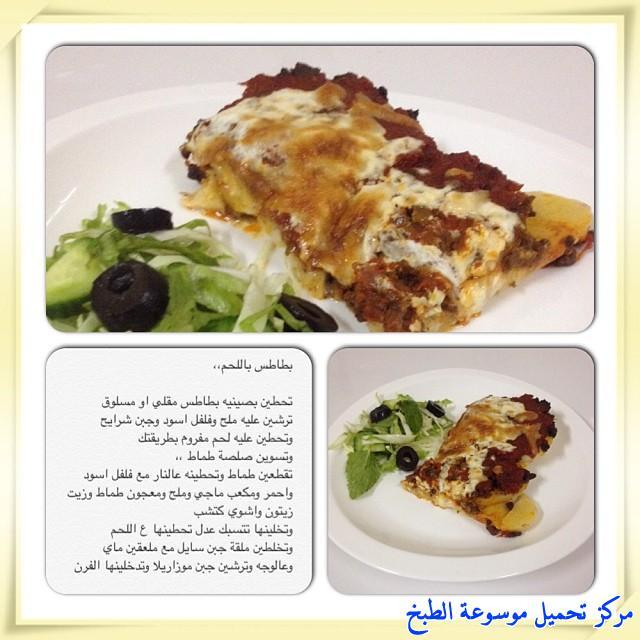 بطاطس باللحم،،
تحطين بصينيه بطاطس مقلي او مسلوق
ترشين عليه ملح وفلفل اسود وجبن شرايح
وتحطين عليه لحم مفروم بطريقتك
وتسوين صلصة طماط ،،
تقطعين طماط وتحطينه عالنار مع فلفل اسود
واحمر ومكعب ماجي وملح ومعجون طماط وزيت
زيتون واشوي كتشب
وتخلينها تتسبك عدل تحطينها ع اللحم
وتخلطين ملقة جبن سايل مع ملعقين ماي
وعالوجه وترشين جبن موزاريلا وتدخلينها الفرن
مركز تحميل موسوعة الطبخ